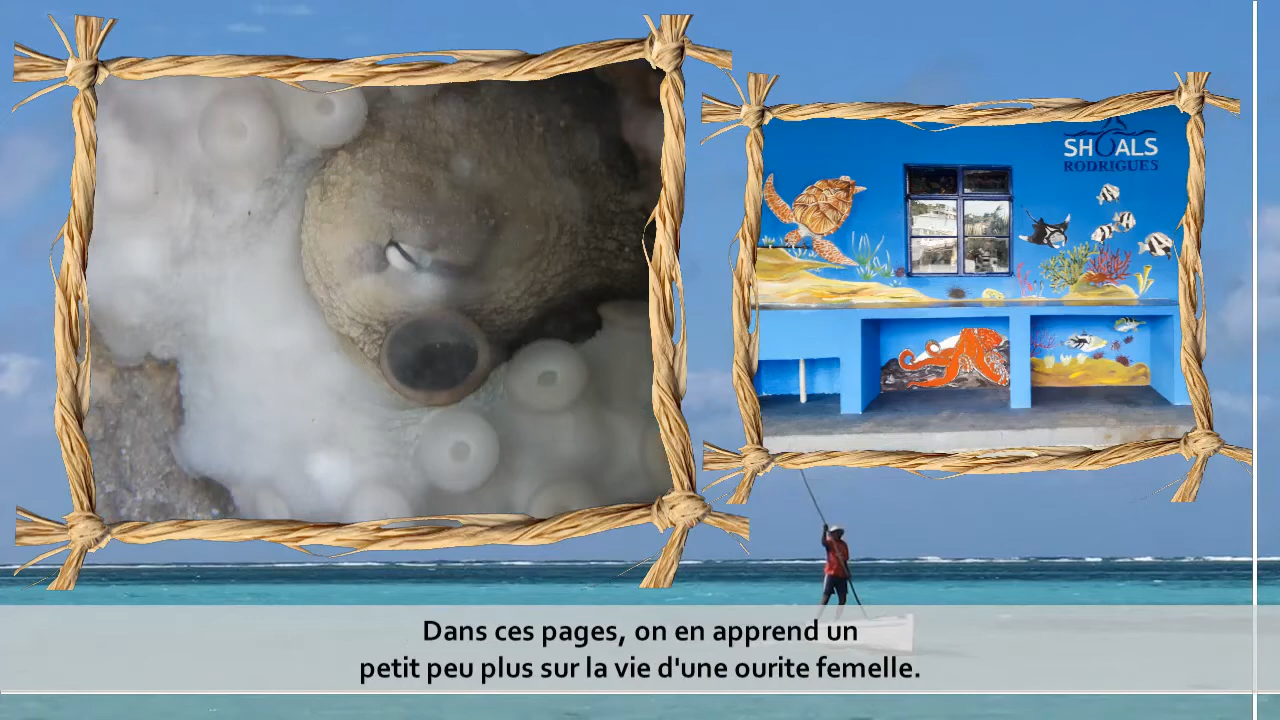 SHOALS
RODRIGUES
Dans ces pages, on en apprend un
petit peu plus sur la vie d'une ourite femelle.